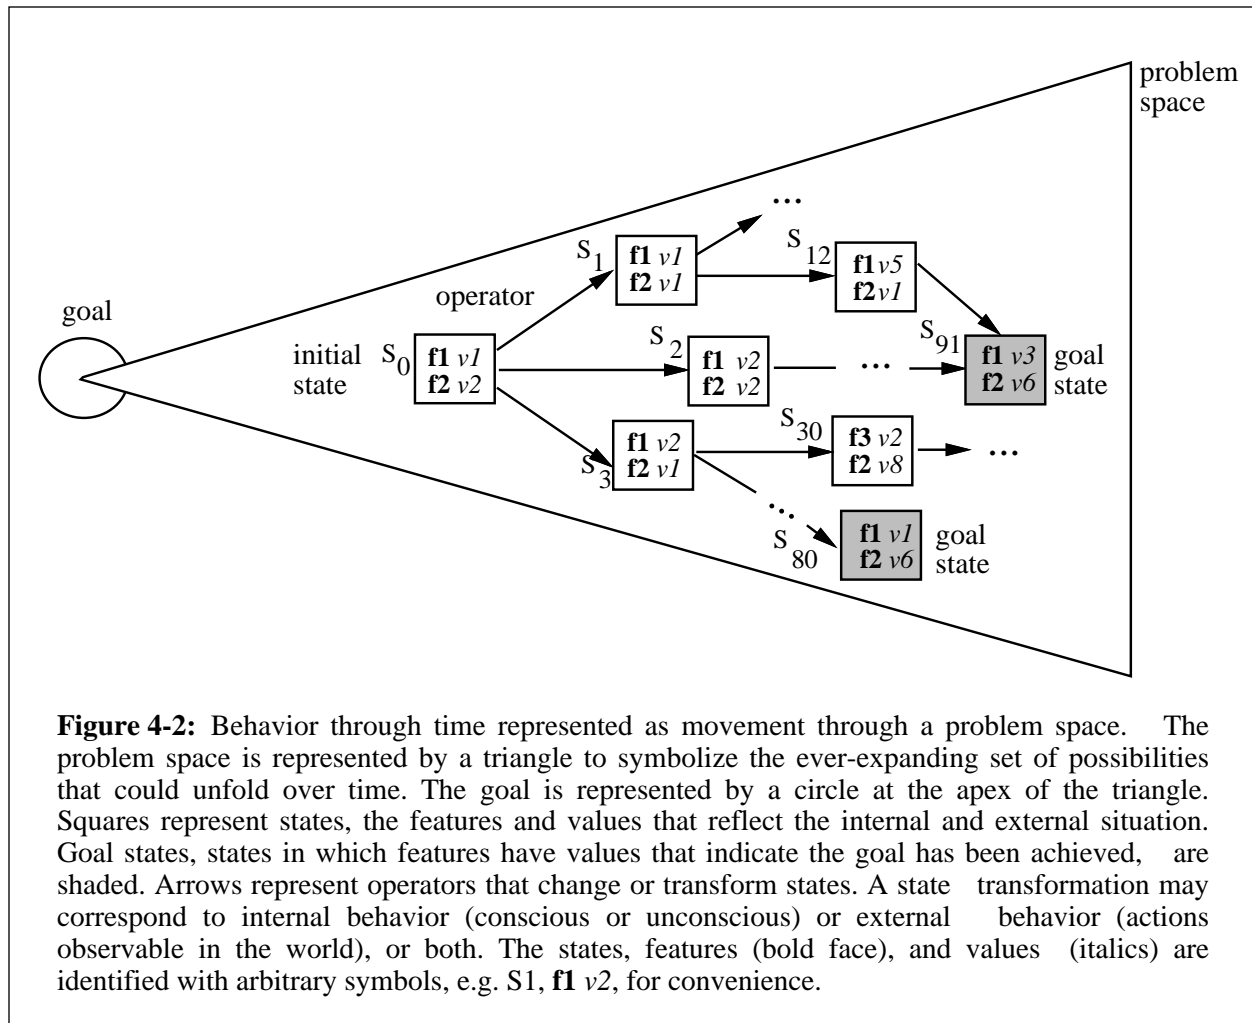 problem
space
...
S1
f1 v1
f2 v1
S12
f1 v5
f2 v1
operator
goal
initial
state
S0
f1 v1
f2 v2
S2
f1 v2
f2 v2
...
S91
f1 v3
f2 v6
goal
state
S3
f1 v2
f2 v1
S30
f3 v2
f2 v8
...
...
S80
f1 v1
f2 v6
goal
state
Figure 4-2: Behavior through time represented as movement through a problem space. The
problem space is represented by a triangle to symbolize the ever-expanding set of possibilities
that could unfold over time. The goal is represented by a circle at the apex of the triangle.
Squares represent states, the features and values that reflect the internal and external situation.
Goal states, states in which features have values that indicate the goal has been achieved, are
shaded. Arrows represent operators that change or transform states. A state transformation may
correspond to internal behavior (conscious or unconscious) or external behavior (actions
observable in the world), or both. The states, features (bold face), and values (italics) are
identified with arbitrary symbols, e.g. S1, f1 v2, for convenience.